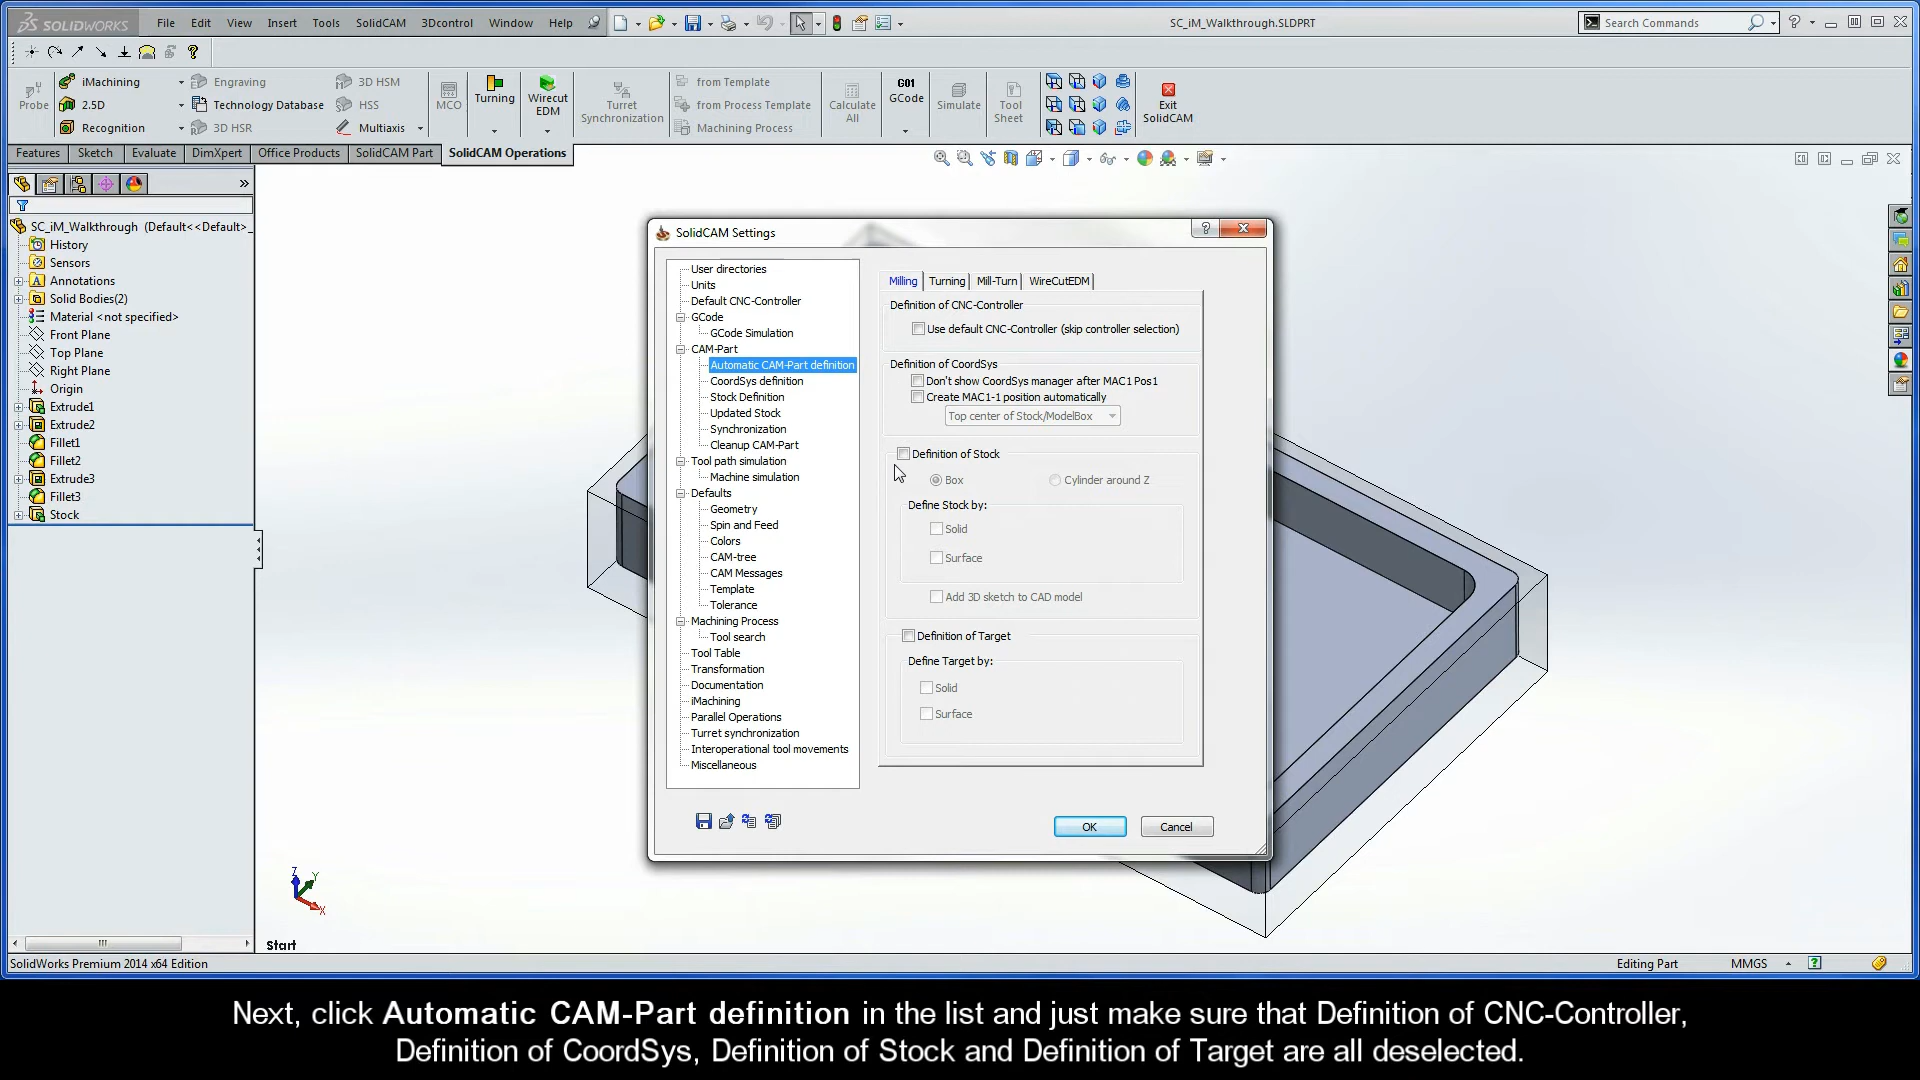 SOLIDWORKS
File
Edit
View
Insert
Tools
SolidCAM
3Dcontrol
Window
Help
SC_iM_Walkthrough.SLDPRT
Search Commands
Probe
iMachining
2.5D
Recognition
Engraving
Technology Database
3D HSR
3D HSM
HSS
Multiaxis
MCO
Turning
Wirecut
EDM
Turret
Synchronization
from Template
from Process Template
Machining Process
Calculate
All
G01
GCode
Simulate
Tool
Sheet
Exit
SolidCAM
Features
Sketch
Evaluate
DimXpert
Office Products
SolidCAM Part
SolidCAM Operations
SC_iM_Walkthrough (Default<<Default>_
History
Sensors
Annotations
Solid Bodies(2)
Material <not specified>
Front Plane
Top Plane
Right Plane
Origin
Extrude1
Extrude2
Fillet1
Fillet2
Extrude3
Fillet3
Stock
SolidCAM Settings
User directories
Units
Default CNC-Controller
GCode
GCode Simulation
CAM-Part
Automatic CAM-Part definition
CoordSys definition
Stock Definition
Updated Stock
Synchronization
Cleanup CAM-Part
Tool path simulation
Machine simulation
Defaults
Geometry
Spin and Feed
Colors
CAM-tree
CAM Messages
Template
Tolerance
Machining Process
Tool search
Tool Table
Transformation
Documentation
iMachining
Parallel Operations
Turret synchronization
Interoperational tool movements
Miscellaneous
Milling
Turning
Mill-Turn
WireCutEDM
Definition of CNC-Controller
Use default CNC-Controller (skip controller selection)
Definition of CoordSys
Don't show CoordSys manager after MAC1 Pos1
Create MAC1-1 position automatically
Top center of Stock/ModelBox
Definition of Stock
Box
Cylinder around Z
Define Stock by:
Solid
Surface
Add 3D sketch to CAD model
Definition of Target
Define Target by:
Solid
Surface
OK
Cancel
Z
Y
X
Start
SolidWorks Premium 2014 x64 Edition
Editing Part
MMGS
Next, click Automatic CAM-Part definition in the list and just make sure that Definition of CNC-Controller,
Definition of CoordSys, Definition of Stock and Definition of Target are all deselected.